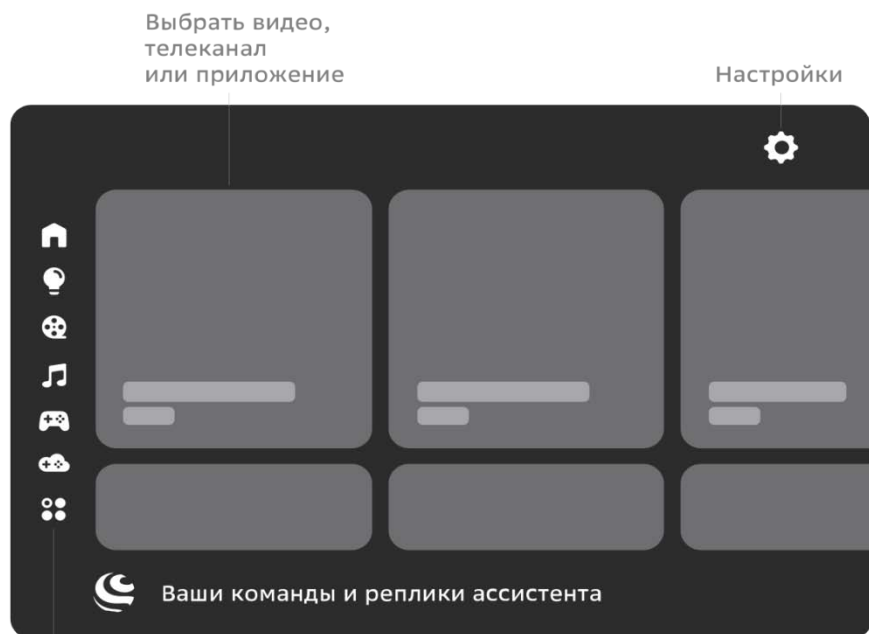 Выбрать видео,
телеканал
или приложение
Настройки
Ваши команды и реплики ассистента